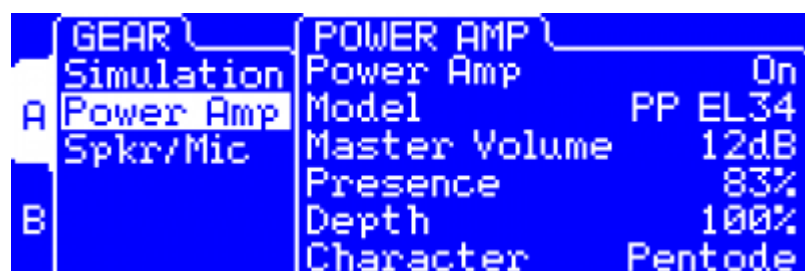 GEAR POWER AMP
Simulation Power Amp On
A Power Amp Model PP EL34
Spkr/Mic Master Volume 12dB
Presence 83%
B Depth 100%
Character Pentode